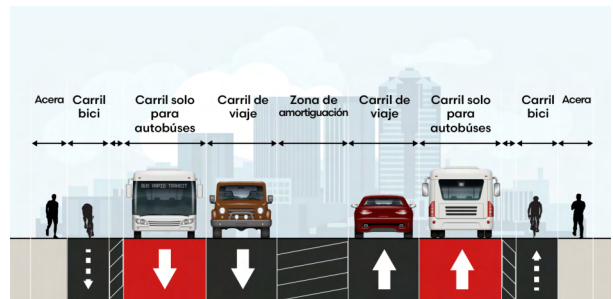 Acera
Carril
bici
Carril solo
para
autobúses
Carril de
viaje
Zona de
amortiguación
Carril de
viaje
Carril solo
para
autobúses
Carril
bici
Acera
BUS RAPID TRANSIT